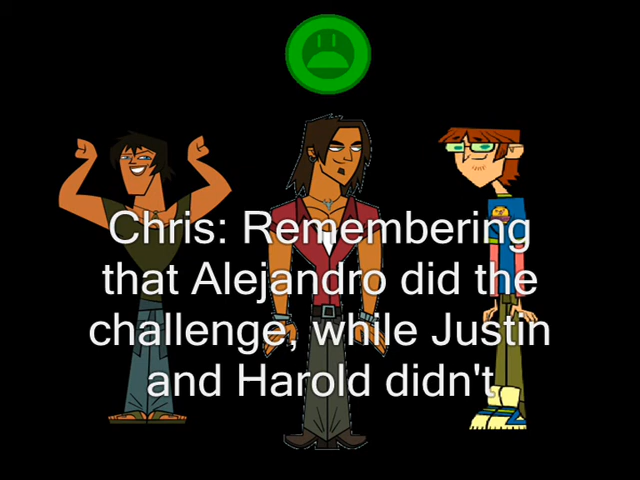 Chris: Remembering
that Alejandro did the
challenge, while Justin
and Harold didn't